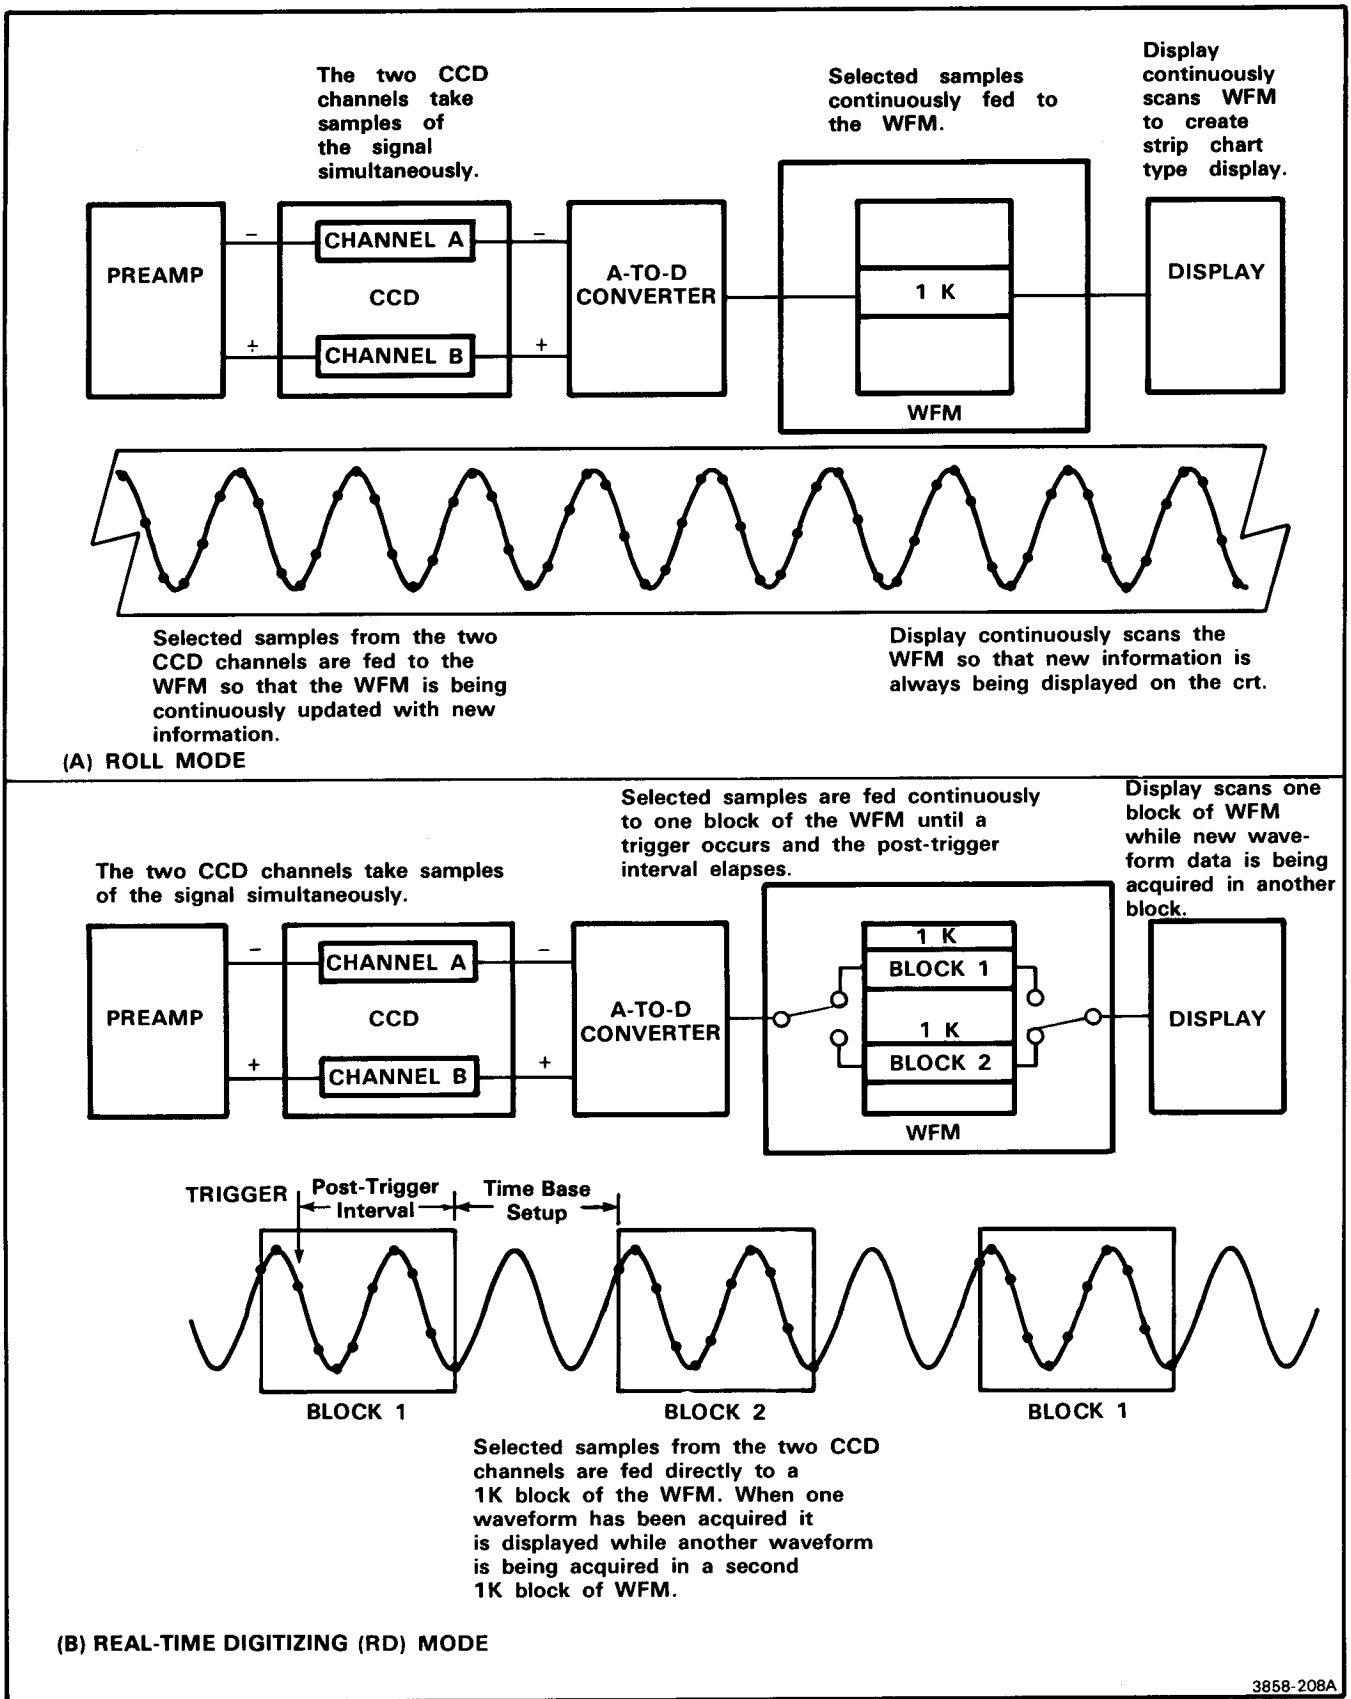 The two CCD
channels take
samples of
the signal
simultaneously.
Selected samples
continuously fed to
the WFM.
Display
continuously
scans WFM
to create
strip chart
type display.
PREAMP
−
+
CHANNEL A
CCD
CHANNEL B
−
+
A-TO-D
CONVERTER
1 K
WFM
DISPLAY
Selected samples from the two
CCD channels are fed to the
WFM so that the WFM is being
continuously updated with new
information.
Display continuously scans the
WFM so that new information is
always being displayed on the crt.
(A) ROLL MODE
The two CCD channels take samples
of the signal simultaneously.
Selected samples are fed continuously
to one block of the WFM until a
trigger occurs and the post-trigger
interval elapses.
Display scans one
block of WFM
while new wave-
form data is being
acquired in another
block.
PREAMP
−
+
CHANNEL A
CCD
CHANNEL B
−
+
A-TO-D
CONVERTER
1 K
BLOCK 1
1 K
BLOCK 2
WFM
DISPLAY
TRIGGER
Post-Trigger
Interval
Time Base
Setup
BLOCK 1
BLOCK 2
BLOCK 1
Selected samples from the two CCD
channels are fed directly to a
1K block of the WFM. When one
waveform has been acquired it
is displayed while another waveform
is being acquired in a second
1K block of WFM.
(B) REAL-TIME DIGITIZING (RD) MODE
3858-208A